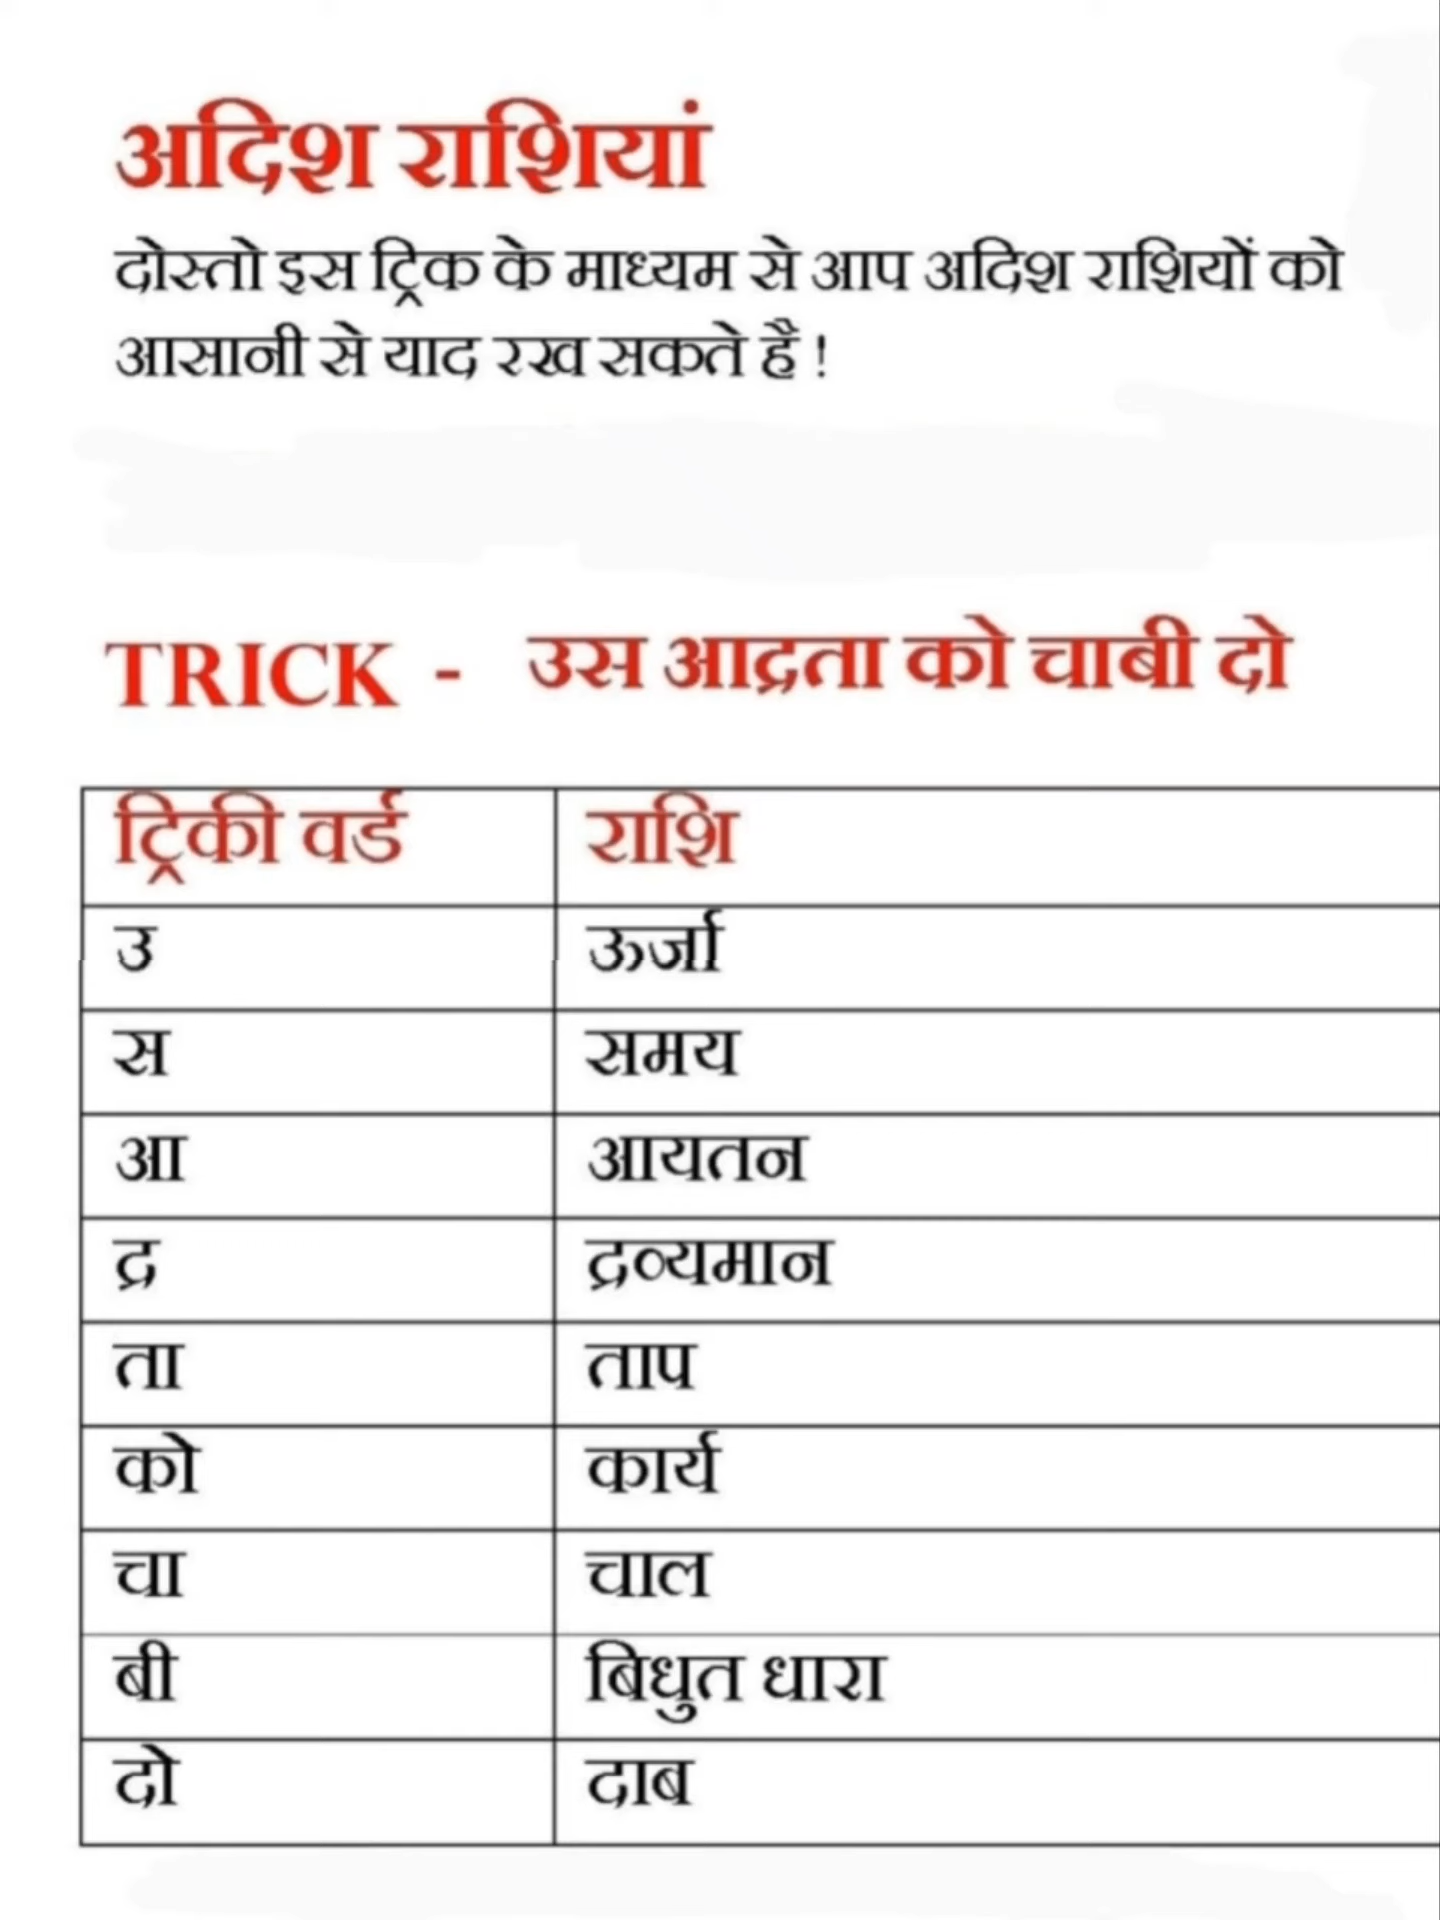 अदिश राशियां
दोस्तो इस ट्रिक के माध्यम से आप अदिश राशियों को
आसानी से याद रख सकते हैं !
TRICK - उस आद्रता को चाबी दो
ट्रिकी वर्ड राशि
उ ऊर्जा
स समय
आ आयतन
द्र द्रव्यमान
ता ताप
को कार्य
चा चाल
बी बिधुत धारा
दो दाब